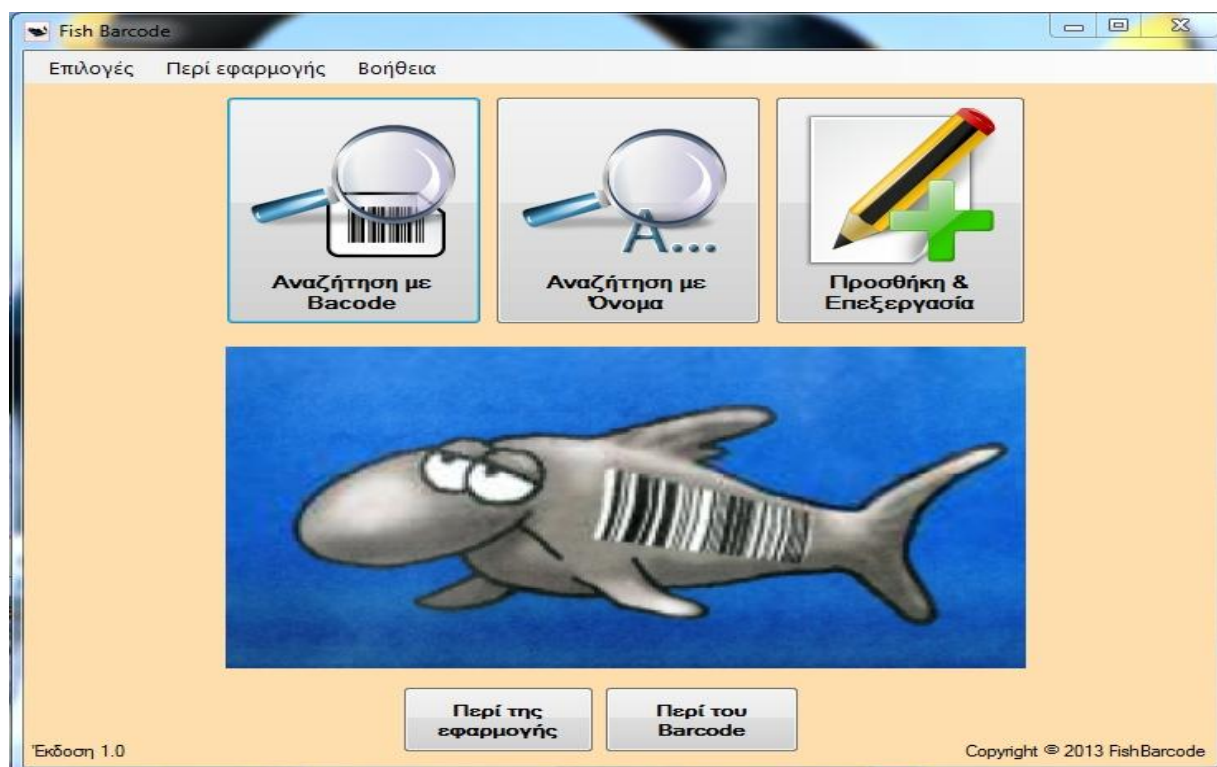 Fish Barcode
Επιλογές Περί εφαρμογής Βοήθεια
Αναζήτηση με
Bacode
Αναζήτηση με
Όνομα
Προσθήκη &
Επεξεργασία
A...
Περί της
εφαρμογής
Περί του
Barcode
Έκδοση 1.0
Copyright © 2013 FishBarcode